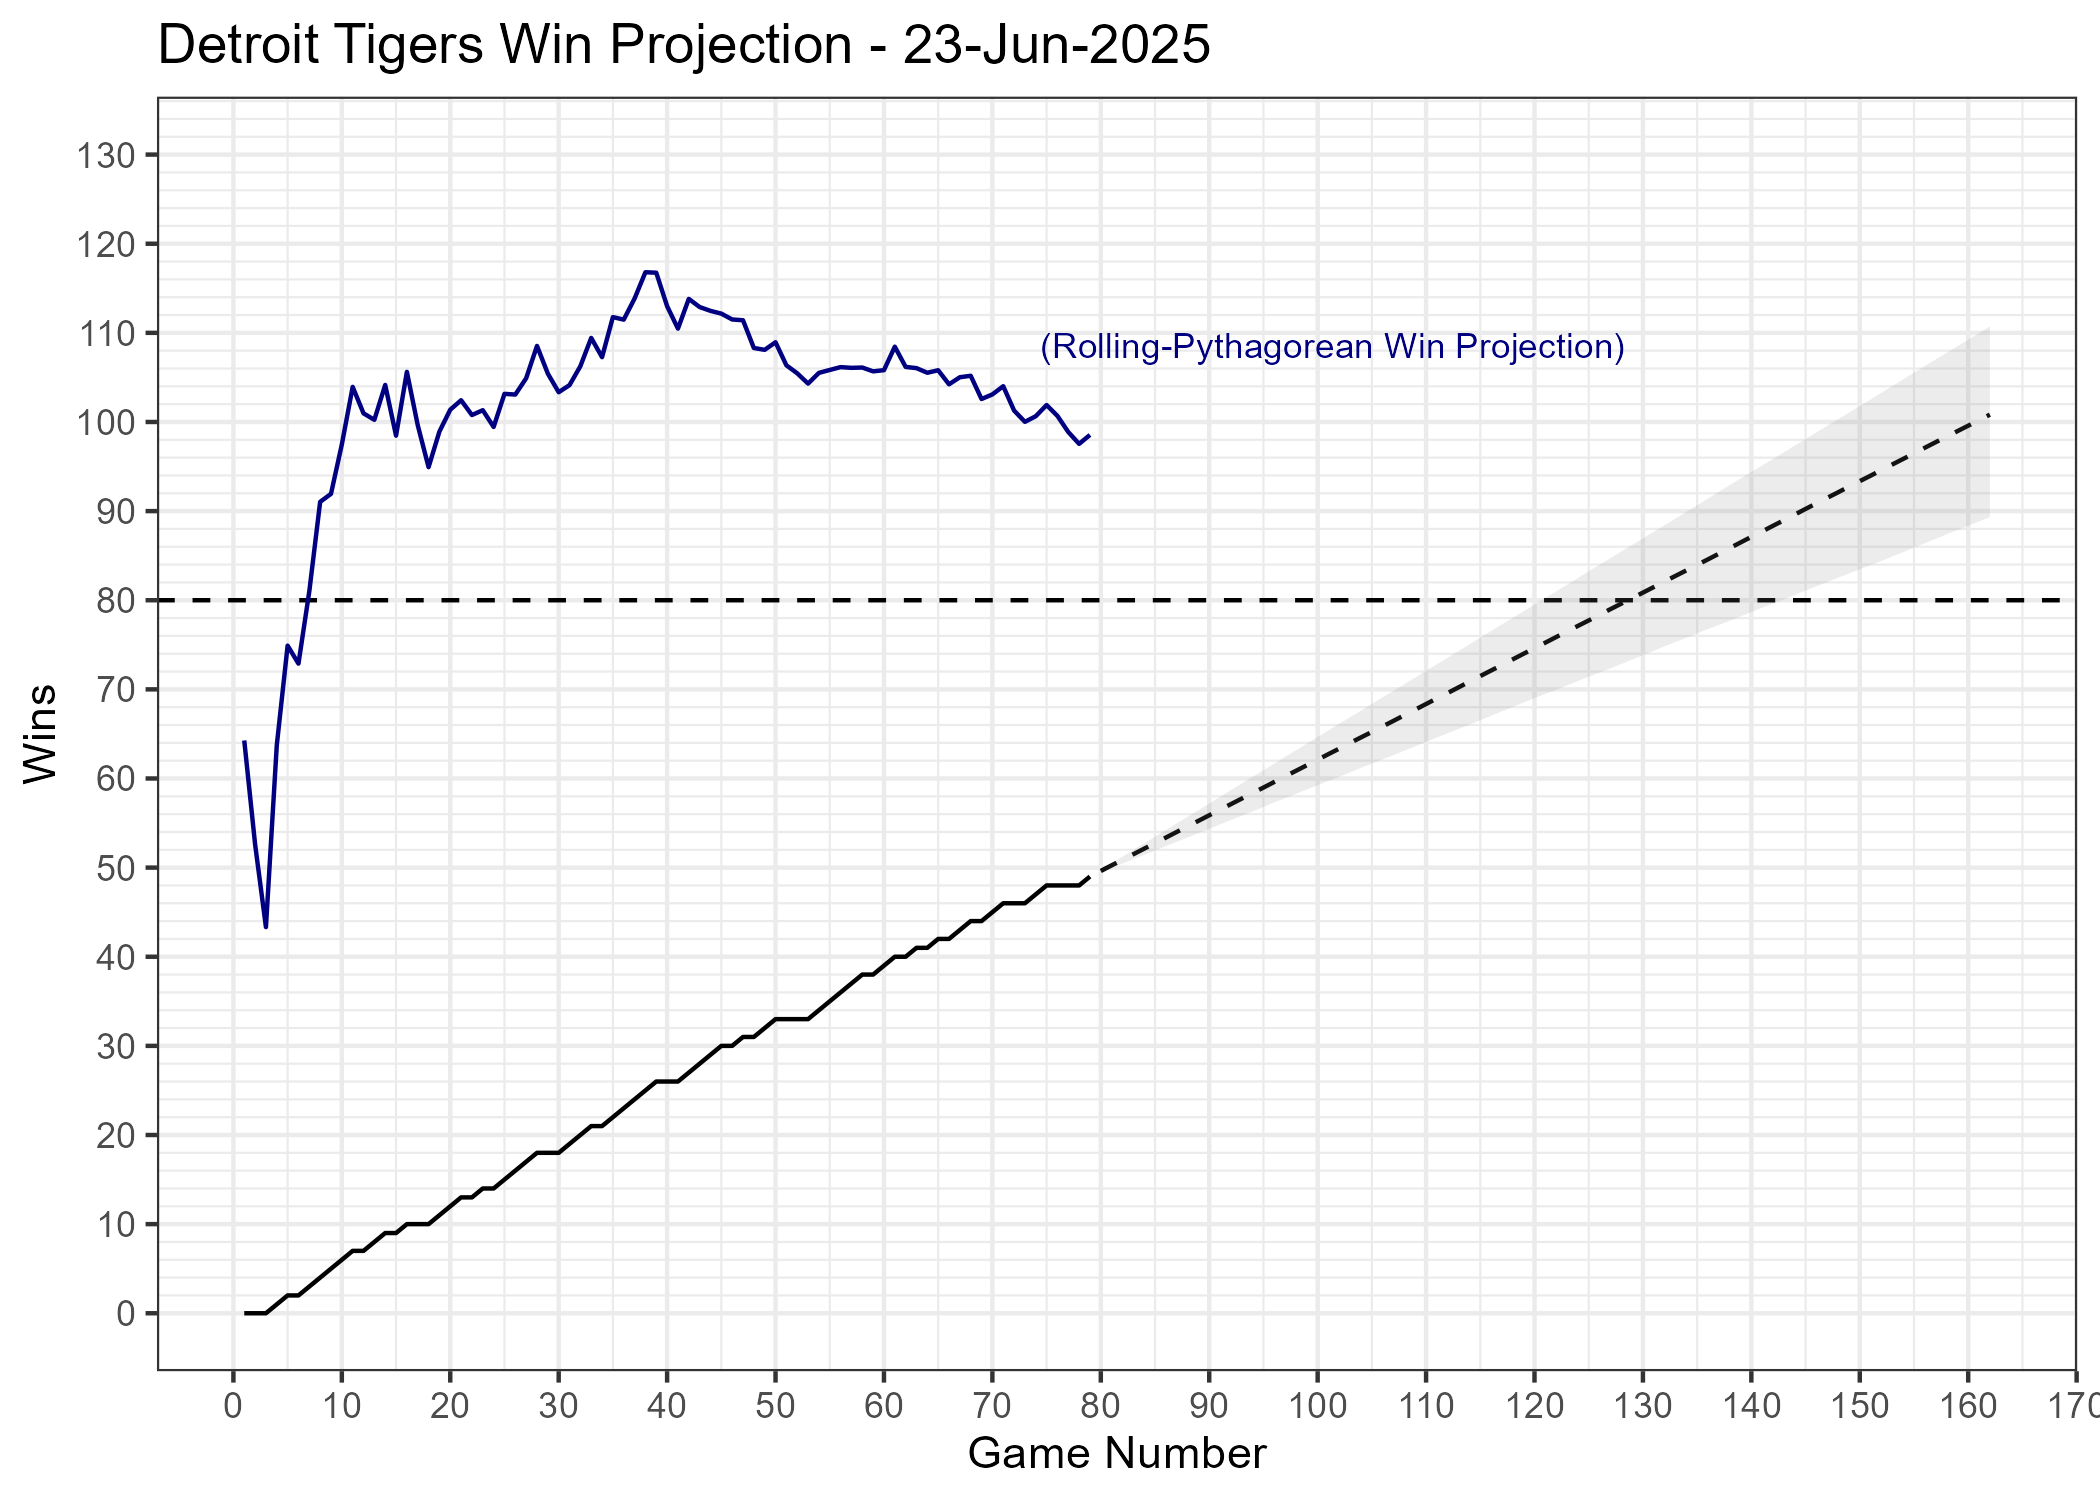 Detroit Tigers Win Projection - 23-Jun-2025
130
120
110
100
90
80
70
60
50
40
30
20
10
0
Wins
(Rolling-Pythagorean Win Projection)
0 10 20 30 40 50 60 70 80 90 100 110 120 130 140 150 160 170
Game Number